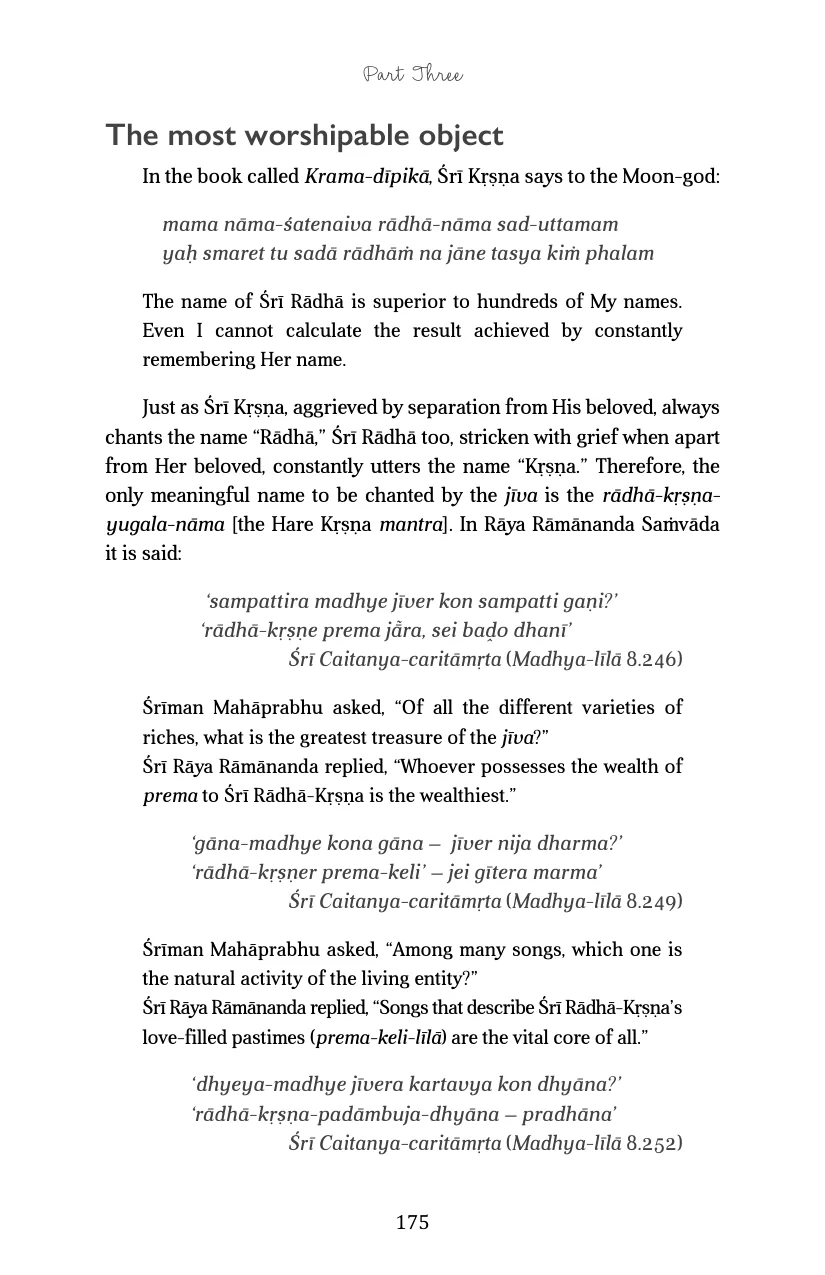 Part Three
The most worshipable object
In the book called Krama-dīpikā, Śrī Kṛṣṇa says to the Moon-god:
mama nāma-śatenaiva rādhā-nāma sad-uttamam
yaḥ smaret tu sadā rādhāṁ na jāne tasya kiṁ phalam
The name of Śrī Rādhā is superior to hundreds of My names.
Even I cannot calculate the result achieved by constantly
remembering Her name.
Just as Śrī Kṛṣṇa, aggrieved by separation from His beloved, always
chants the name “Rādhā,” Śrī Rādhā too, stricken with grief when apart
from Her beloved, constantly utters the name “Kṛṣṇa.” Therefore, the
only meaningful name to be chanted by the jīva is the rādhā-kṛṣṇa-
yugala-nāma [the Hare Kṛṣṇa mantra]. In Rāya Rāmānanda Saṁvāda
it is said:
‘sampattira madhye jīver kon sampatti gaṇi?’
‘rādhā-kṛṣṇe prema jā̐ra, sei baḍo dhanī’
Śrī Caitanya-caritāmṛta (Madhya-līlā 8.246)
Śrīman Mahāprabhu asked, “Of all the different varieties of
riches, what is the greatest treasure of the jīva?”
Śrī Rāya Rāmānanda replied, “Whoever possesses the wealth of
prema to Śrī Rādhā-Kṛṣṇa is the wealthiest.”
‘gāna-madhye kona gāna – jīver nija dharma?’
‘rādhā-kṛṣṇer prema-keli’ – jei gītera marma’
Śrī Caitanya-caritāmṛta (Madhya-līlā 8.249)
Śrīman Mahāprabhu asked, “Among many songs, which one is
the natural activity of the living entity?”
Śrī Rāya Rāmānanda replied, “Songs that describe Śrī Rādhā-Kṛṣṇa’s
love-filled pastimes (prema-keli-līlā) are the vital core of all.”
‘dhyeya-madhye jīvera kartavya kon dhyāna?’
‘rādhā-kṛṣṇa-padāmbuja-dhyāna – pradhāna’
Śrī Caitanya-caritāmṛta (Madhya-līlā 8.252)
175